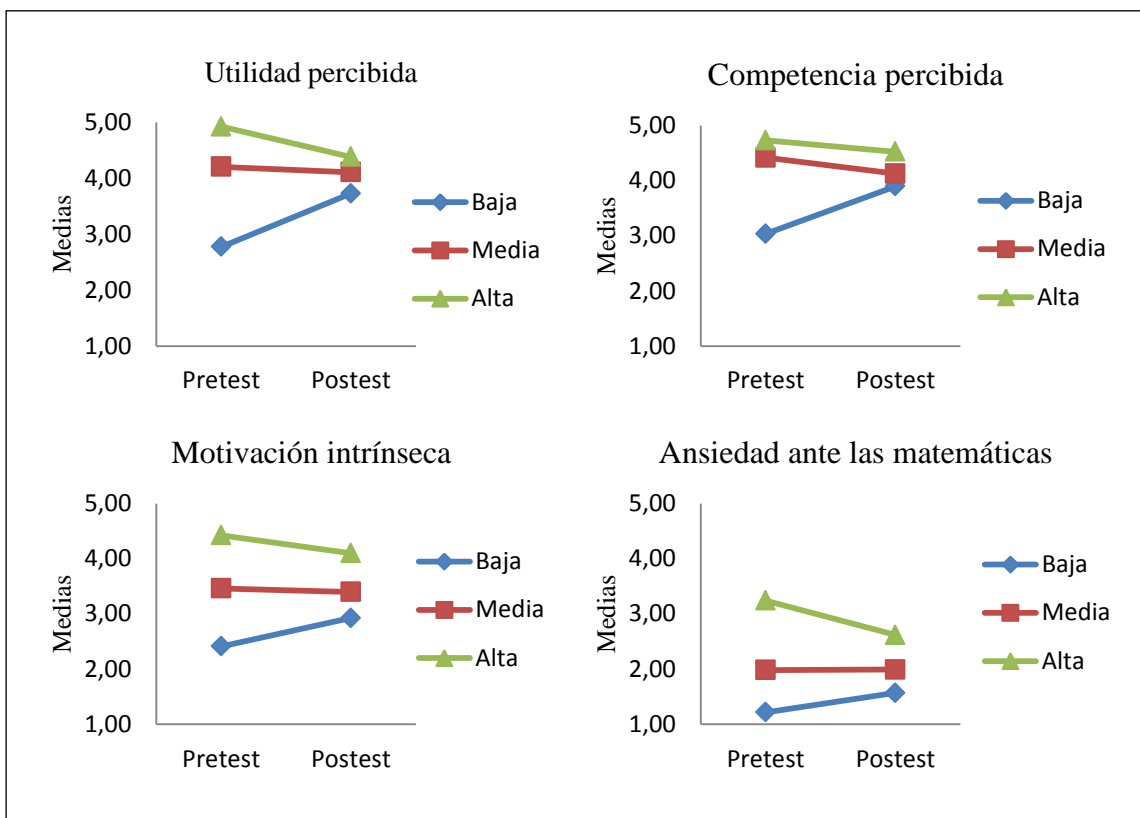 Utilidad percibida
5,00
4,00
3,00
2,00
1,00
Medias
Pretest
Postest
Baja
Media
Alta
Competencia percibida
5,00
4,00
3,00
2,00
1,00
Medias
Pretest
Postest
Baja
Media
Alta
Motivación intrínseca
5,00
4,00
3,00
2,00
1,00
Medias
Pretest
Postest
Baja
Media
Alta
Ansiedad ante las matemáticas
5,00
4,00
3,00
2,00
1,00
Medias
Pretest
Postest
Baja
Media
Alta